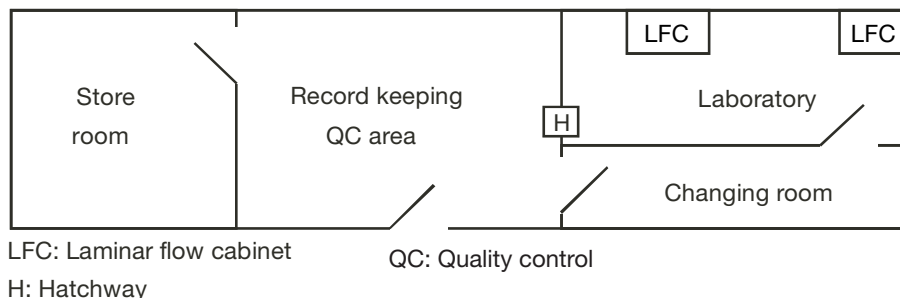 LFC
LFC
Store
room
Record keeping
QC area
H
Laboratory
Changing room
LFC: Laminar flow cabinet
QC: Quality control
H: Hatchway